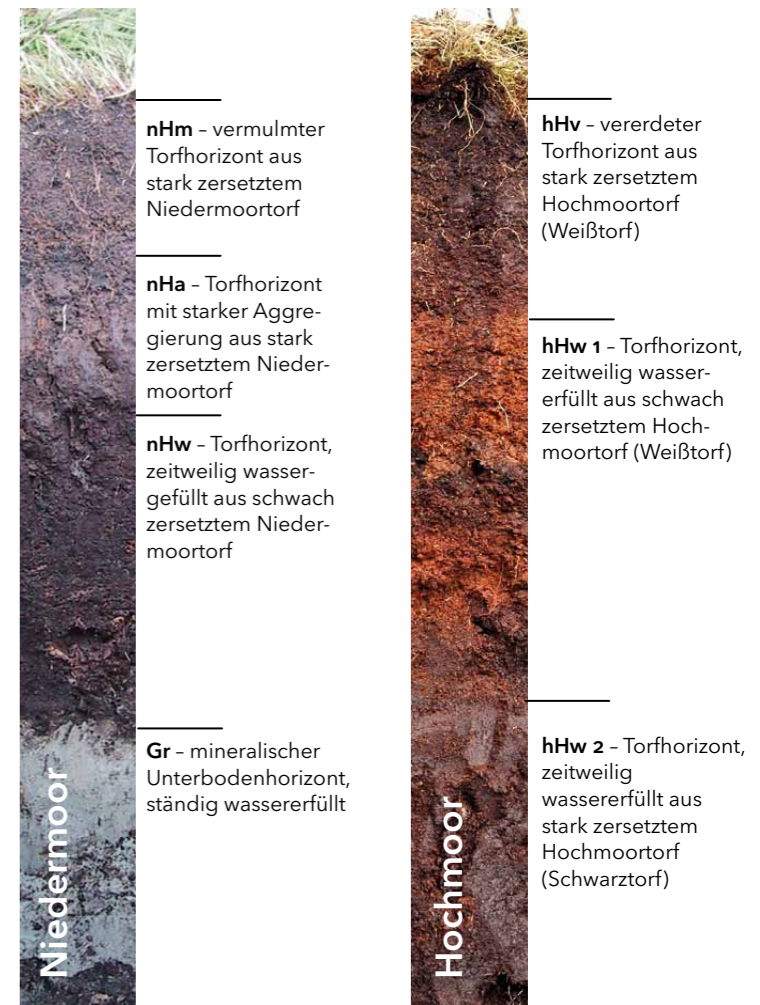 nHm – vermulmter
Torfhorizont aus
stark zersetztem
Niedermoortorf
nHa – Torfhorizont
mit starker Aggre-
gierung aus stark
zersetztem Nieder-
moortorf
nHw – Torfhorizont,
zeitweilig wasser-
gefüllt aus schwach
zersetztem Nieder-
moortorf
Gr – mineralischer
Unterbodenhorizont,
ständig wassererfüllt
Niedermoor
hHv – vererdeter
Torfhorizont aus
stark zersetztem
Hochmoortorf
(Weißtorf)
hHw 1 – Torfhorizont,
zeitweilig wasser-
erfüllt aus schwach
zersetztem Hoch-
moortorf (Weißtorf)
hHw 2 – Torfhorizont,
zeitweilig
wassererfüllt aus
stark zersetztem
Hochmoortorf
(Schwarztorf)
Hochmoor